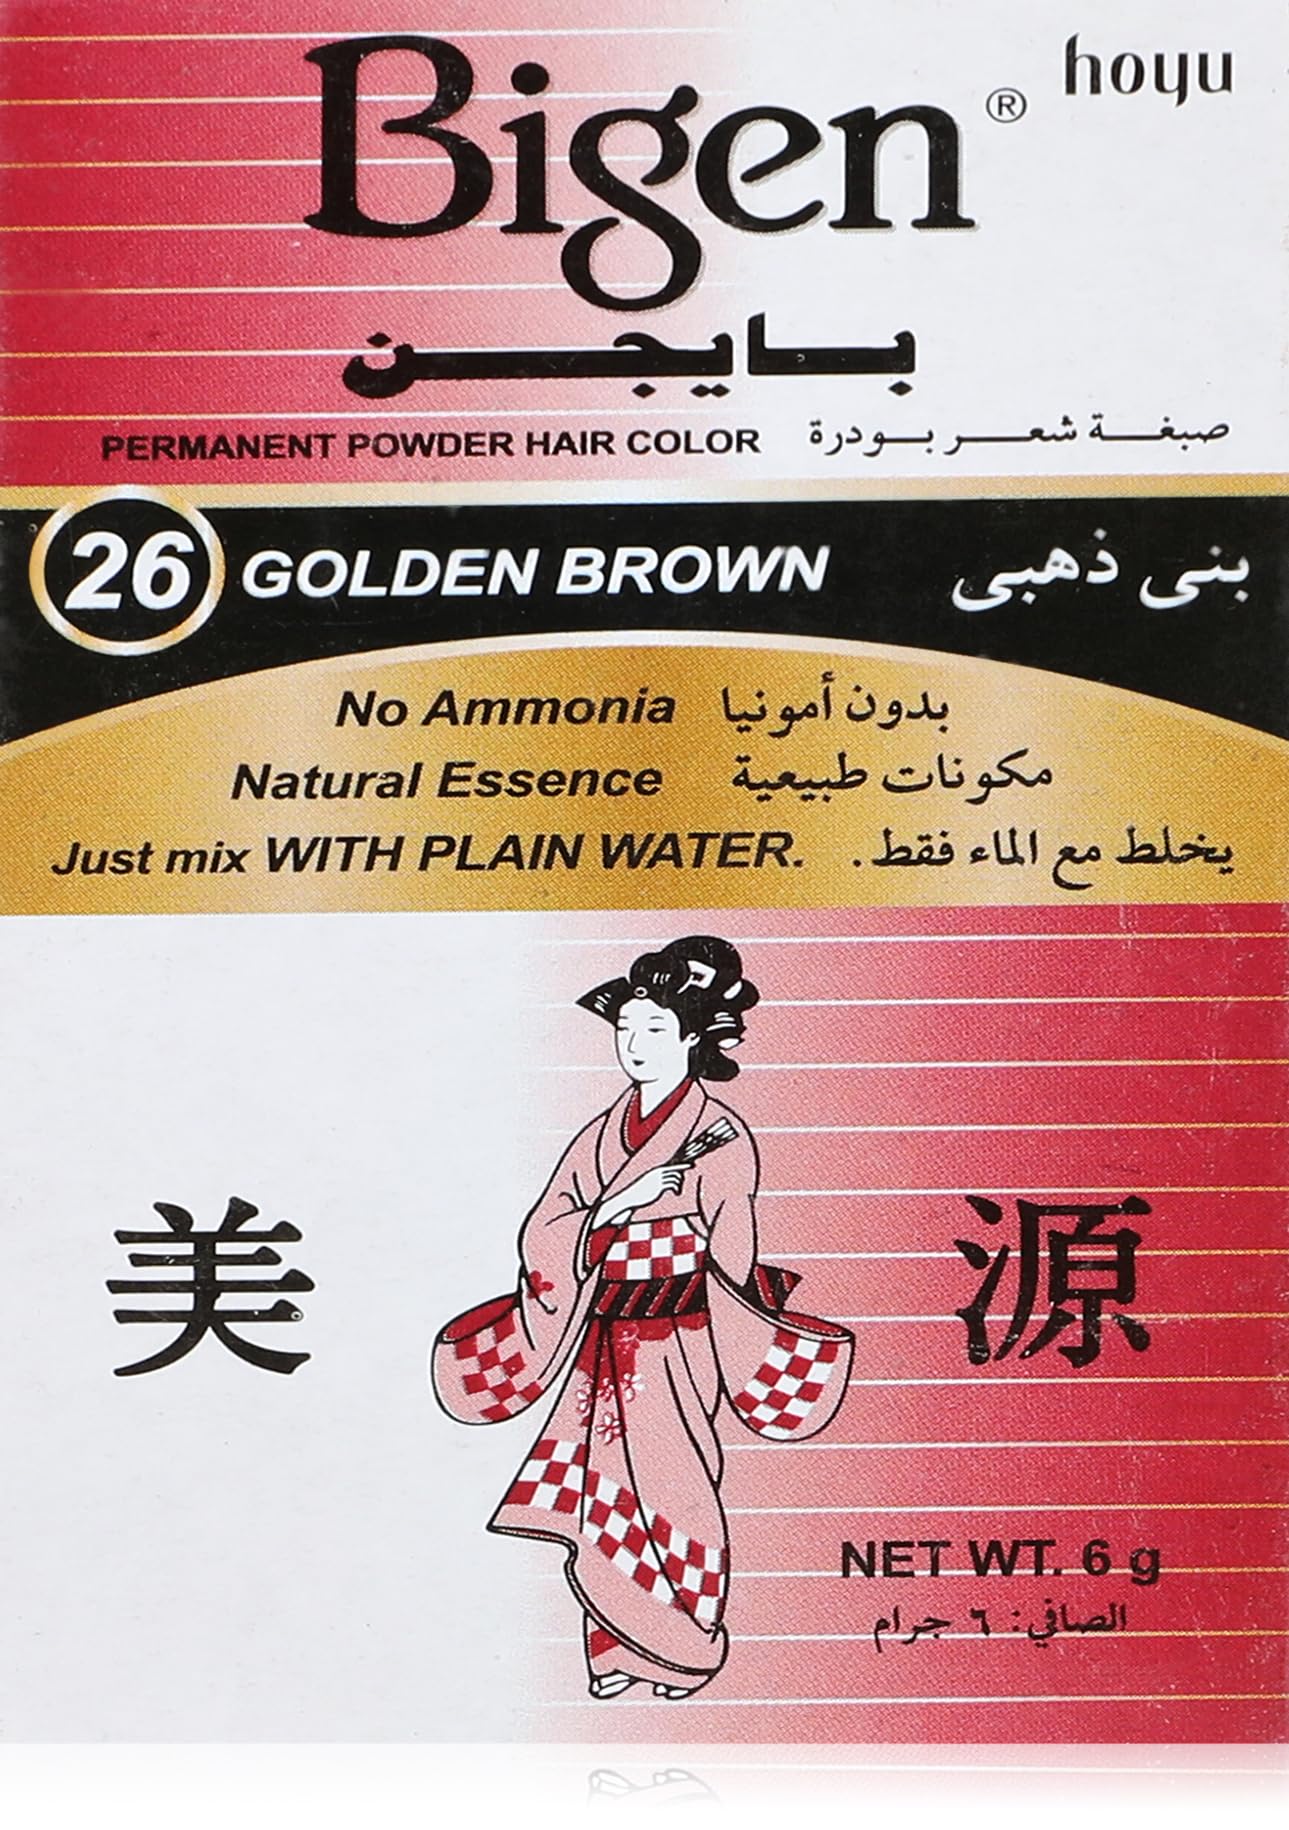 Bigen® hoyu
بايجن
PERMANENT POWDER HAIR COLOR صبغة شعر بودرة
26 GOLDEN BROWN بنى ذهبى
No Ammonia بدون أمونيا
Natural Essence مكونات طبيعية
Just mix WITH PLAIN WATER. يخلط مع الماء فقط.
美 源
NET WT. 6 g
الصافي: ٦ جرام